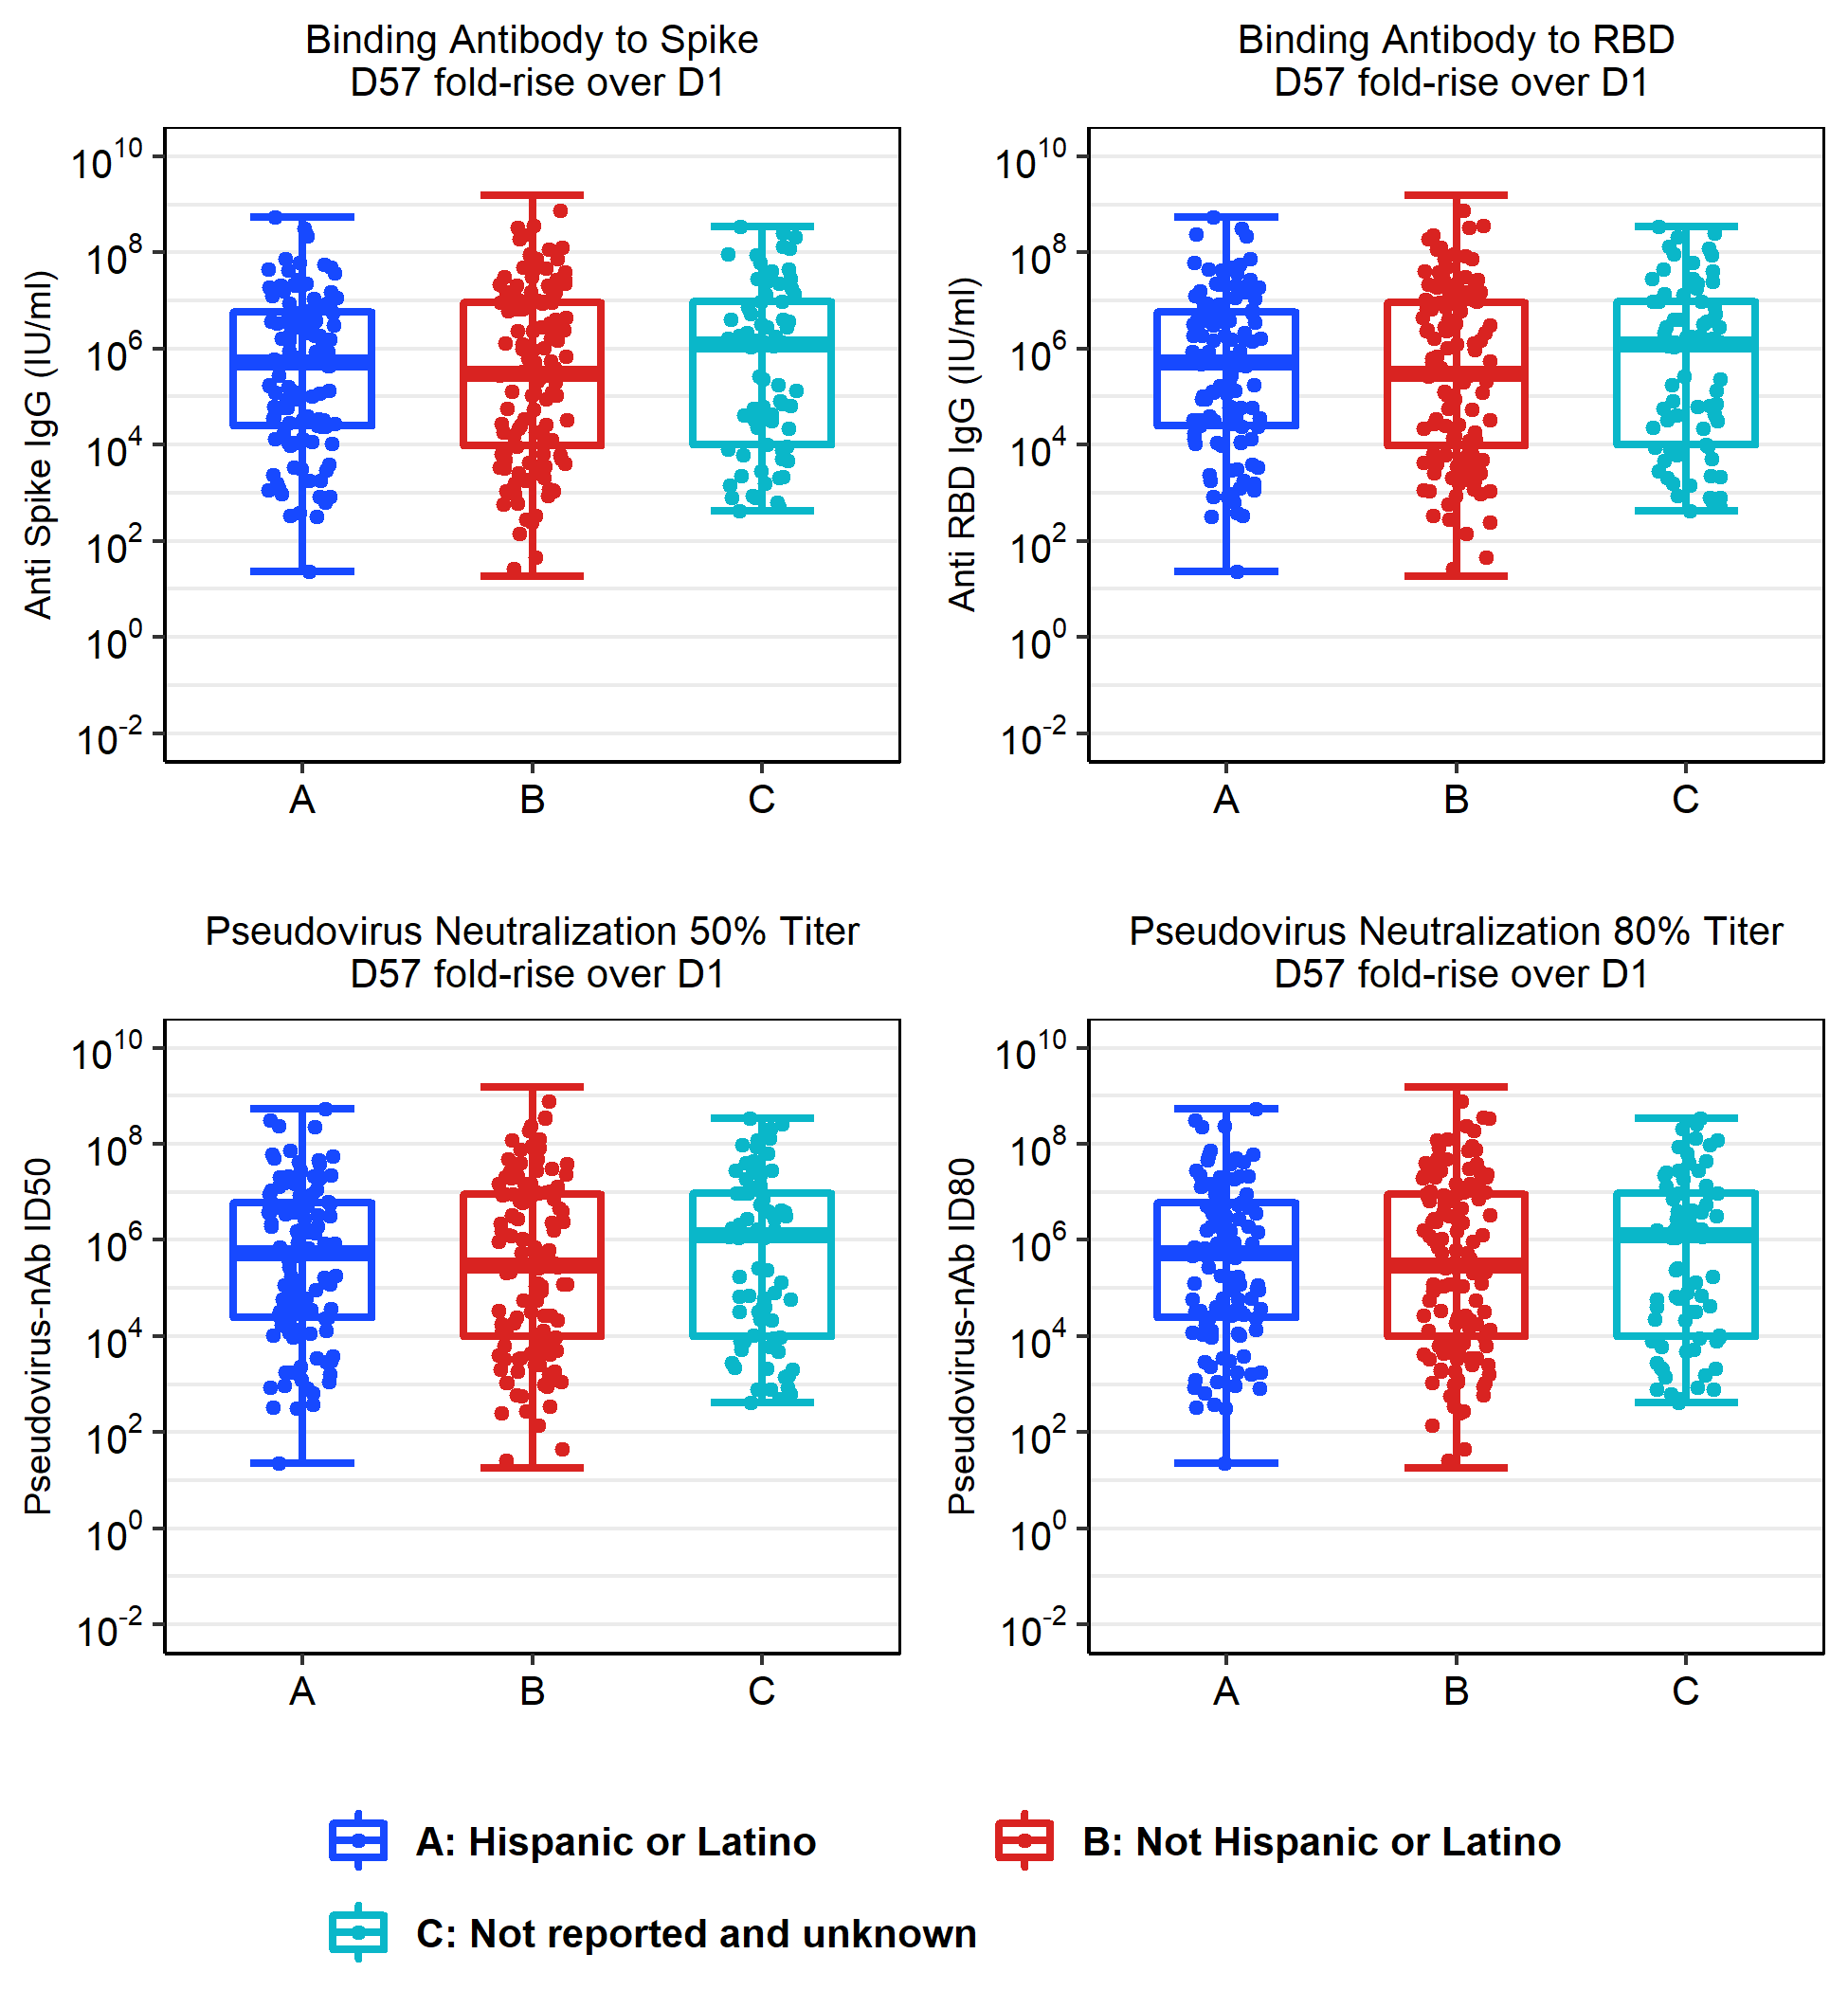 Binding Antibody to Spike
D57 fold-rise over D1
Anti Spike IgG (IU/ml)
10^10
10^8
10^6
10^4
10^2
10^0
10^-2
A B C
Binding Antibody to RBD
D57 fold-rise over D1
Anti RBD IgG (IU/ml)
10^10
10^8
10^6
10^4
10^2
10^0
10^-2
A B C
Pseudovirus Neutralization 50% Titer
D57 fold-rise over D1
Pseudovirus-nAb ID50
10^10
10^8
10^6
10^4
10^2
10^0
10^-2
A B C
Pseudovirus Neutralization 80% Titer
D57 fold-rise over D1
Pseudovirus-nAb ID80
10^10
10^8
10^6
10^4
10^2
10^0
10^-2
A B C
A: Hispanic or Latino
B: Not Hispanic or Latino
C: Not reported and unknown